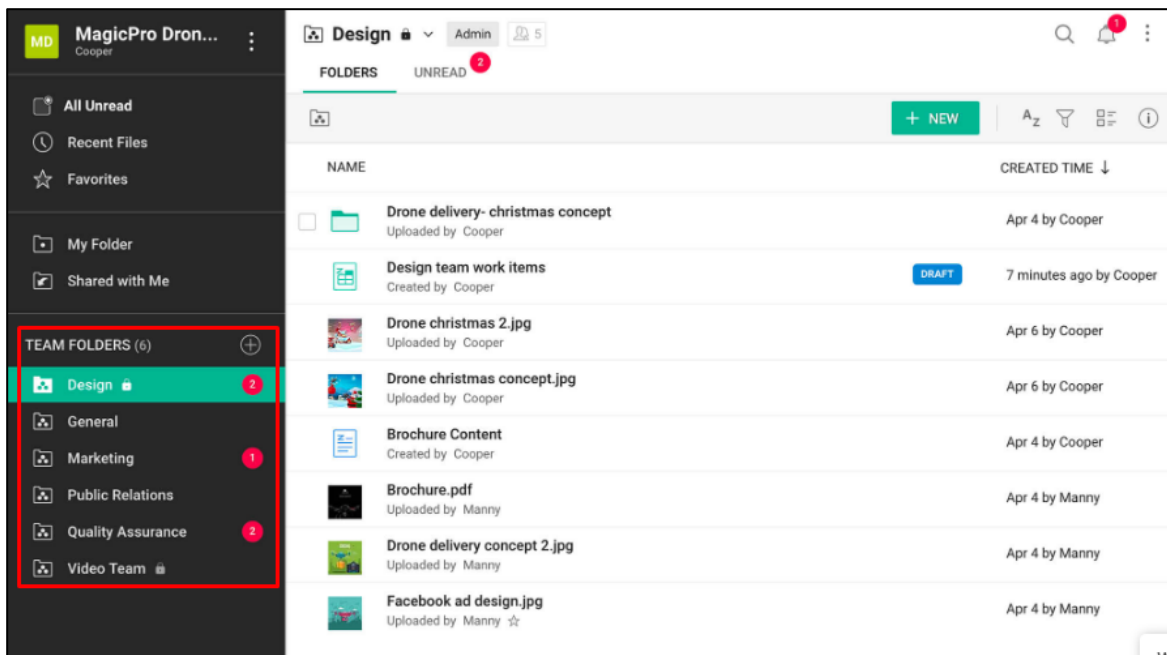 MD
MagicPro Dron...
Cooper
All Unread
Recent Files
Favorites
My Folder
Shared with Me
TEAM FOLDERS (6)
Design 2
General
Marketing 1
Public Relations
Quality Assurance 2
Video Team
Design Admin 5
1
FOLDERS UNREAD 2
+ NEW AZ
NAME CREATED TIME ↓
Drone delivery- christmas concept
Uploaded by Cooper
Apr 4 by Cooper
Design team work items
Created by Cooper
DRAFT 7 minutes ago by Cooper
Drone christmas 2.jpg
Uploaded by Cooper
Apr 6 by Cooper
Drone christmas concept.jpg
Uploaded by Cooper
Apr 6 by Cooper
Brochure Content
Created by Cooper
Apr 4 by Cooper
Brochure.pdf
Uploaded by Manny
Apr 4 by Manny
Drone delivery concept 2.jpg
Uploaded by Manny
Apr 4 by Manny
Facebook ad design.jpg
Uploaded by Manny
Apr 4 by Manny